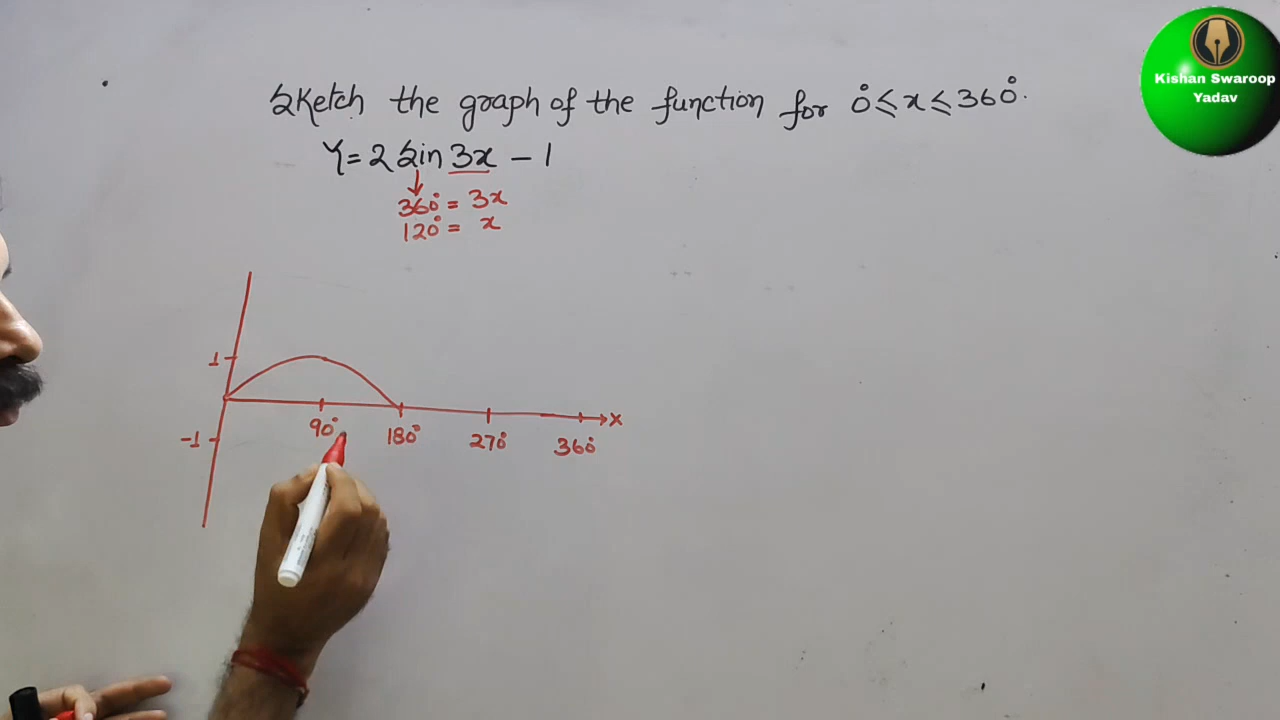 Sketch the graph of the function for 0° ≤ x ≤ 360°.
Y = 2 Sin 3x - 1
360° = 3x
120° = x
1
-1
90° 180° 270° 360° X
Kishan Swaroop
Yadav